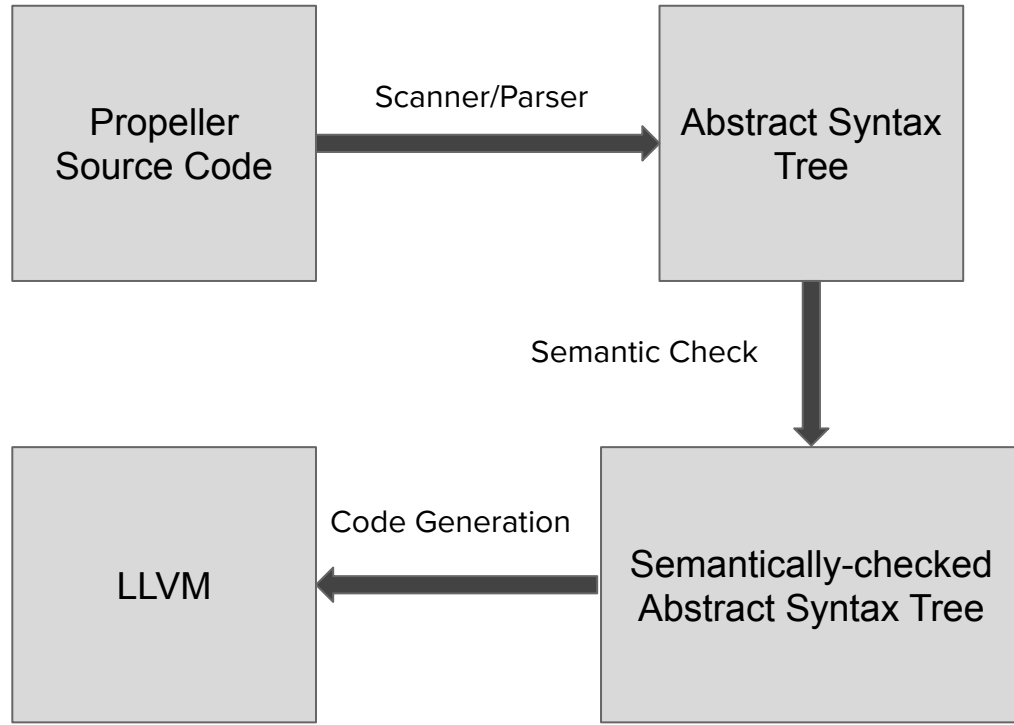 Propeller
Source Code
Scanner/Parser
Abstract Syntax
Tree
Semantic Check
Semantically-checked
Abstract Syntax Tree
Code Generation
LLVM